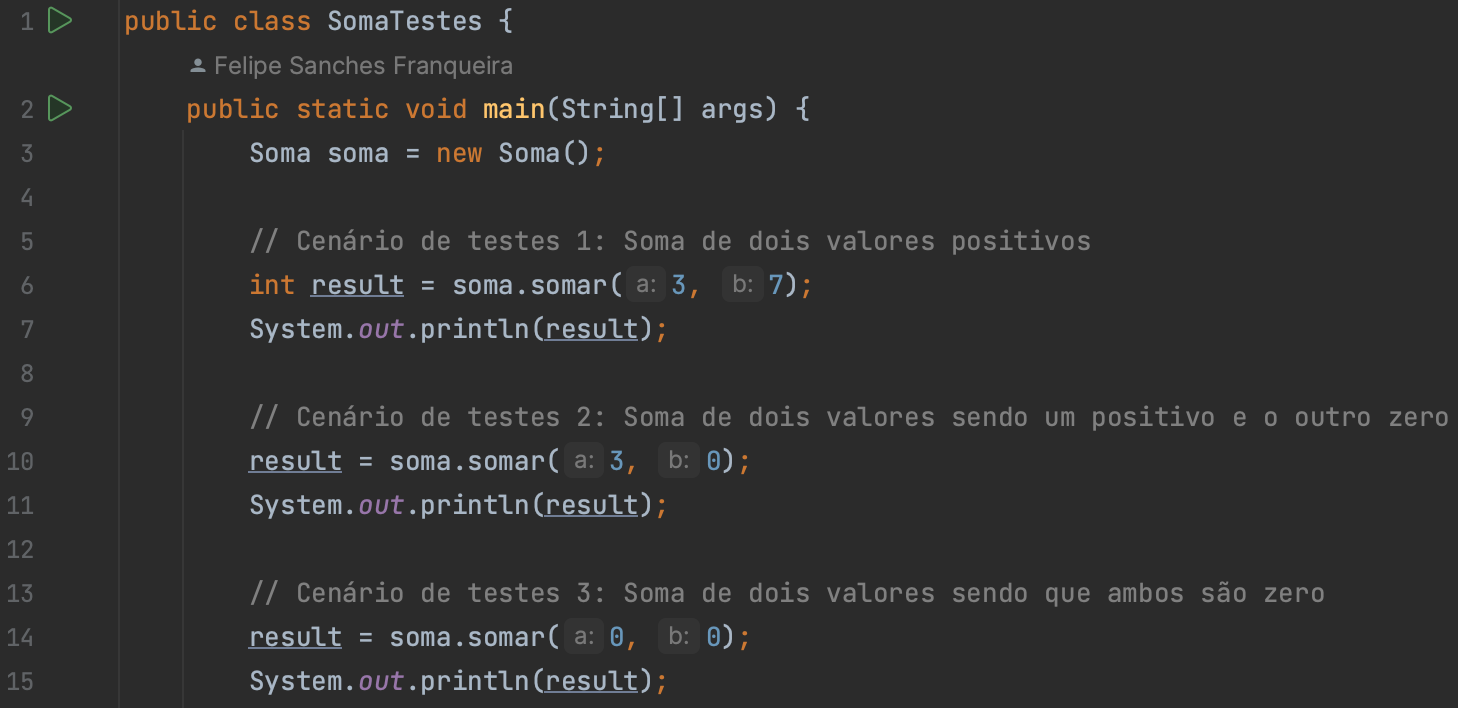 1 public class SomaTestes {
Felipe Sanches Franqueira
2 public static void main(String[] args) {
3 Soma soma = new Soma();
4
5 // Cenário de testes 1: Soma de dois valores positivos
6 int result = soma.somar( a: 3, b: 7);
7 System.out.println(result);
8
9 // Cenário de testes 2: Soma de dois valores sendo um positivo e o outro zero
10 result = soma.somar( a: 3, b: 0);
11 System.out.println(result);
12
13 // Cenário de testes 3: Soma de dois valores sendo que ambos são zero
14 result = soma.somar( a: 0, b: 0);
15 System.out.println(result);